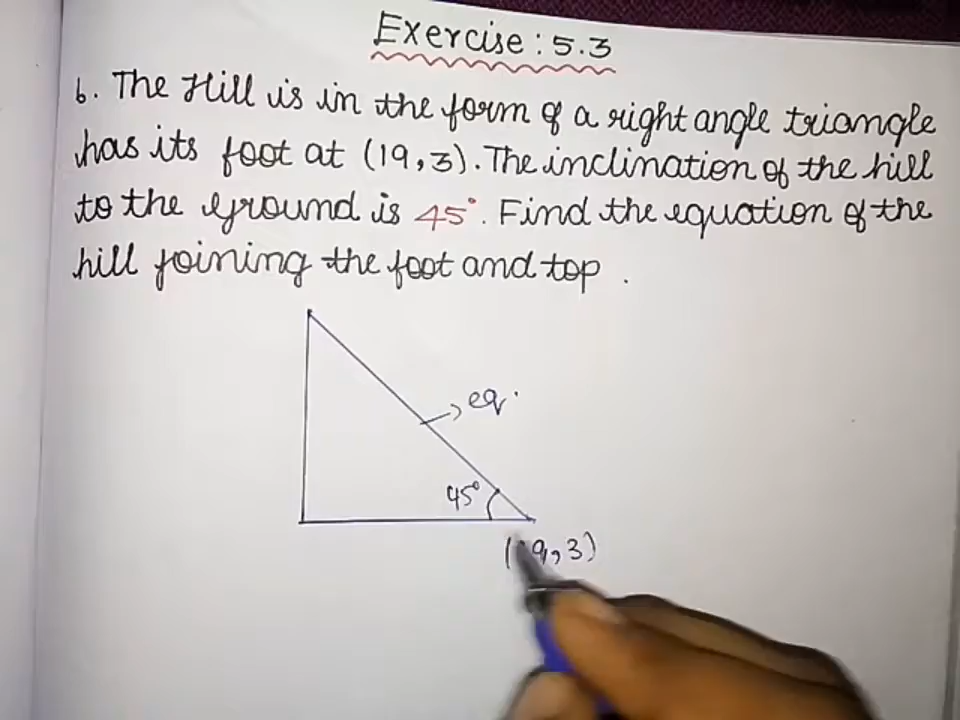 Exercise : 5.3
6. The Hill is in the form of a right angle triangle
has its foot at (19,3). The inclination of the hill
to the ground is 45°. Find the equation of the
hill joining the foot and top .
eq.
45°
(19,3)